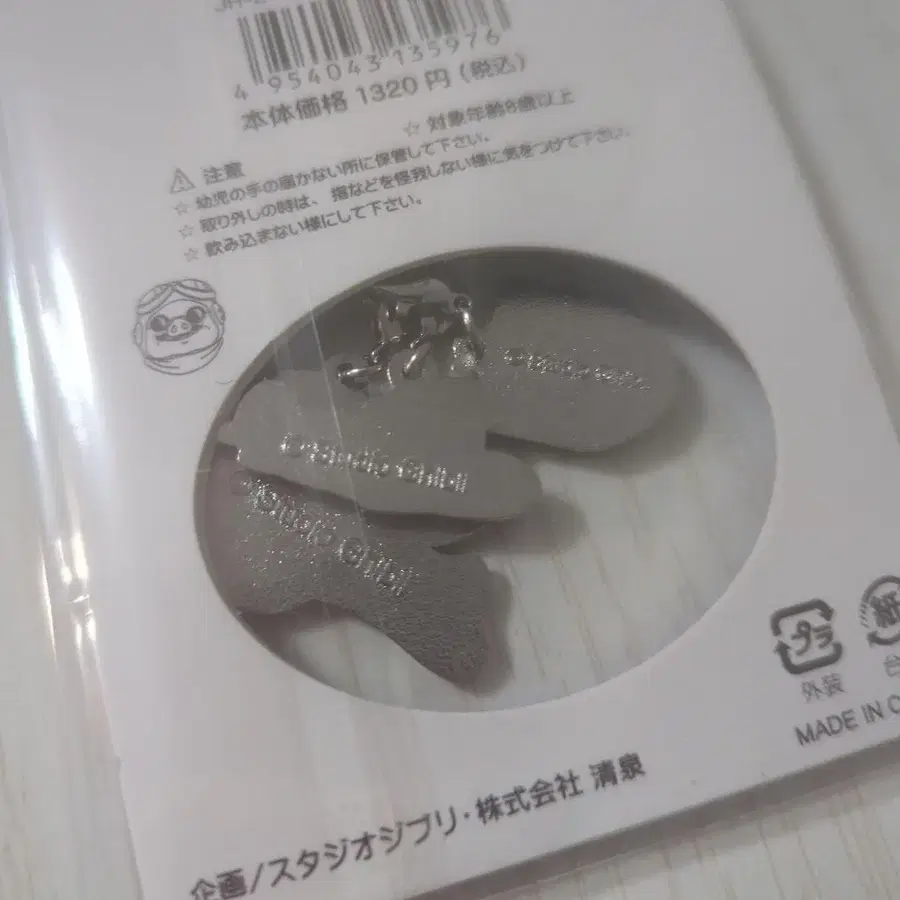 4 954043 135976
本体価格 1320 円 (税込)
☆ 対象年齢8歳以上
⚠ 注意
☆ 幼児の手の届かない所に保管して下さい。
☆ 取り外しの時は、指などを怪我しない様に気をつけて下さい。
☆ 飲み込まない様にして下さい。
©Studio Ghibli
©Studio Ghibli
©Studio Ghibli
プラ
紙
外装
MADE IN
企画/スタジオジブリ・株式会社 清泉